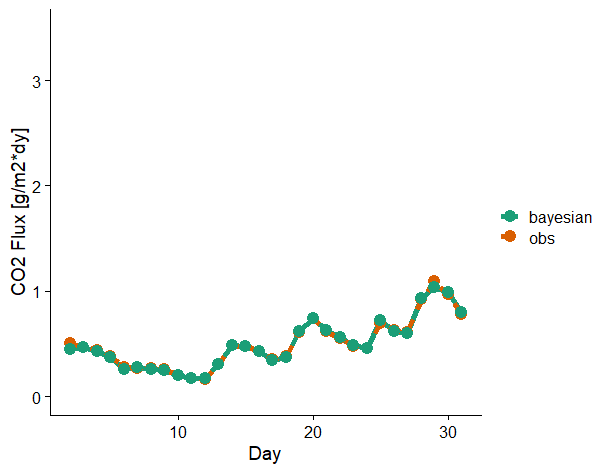 CO2 Flux [g/m2*dy]
3
2
1
0
10 20 30
Day
bayesian
obs